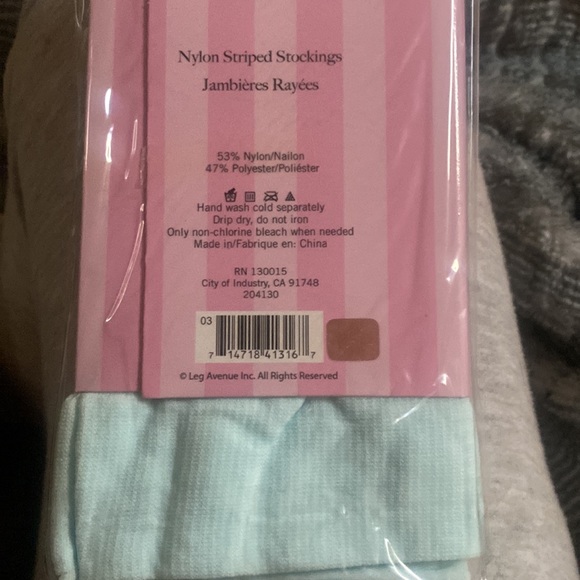 Nylon Striped Stockings
Jambières Rayées
53% Nylon/Nailon
47% Polyester/Poliéster
Hand wash cold separately
Drip dry, do not iron
Only non-chlorine bleach when needed
Made in/Fabrique en: China
RN 130015
City of Industry, CA 91748
204130
03
7 14718 41316 7
© Leg Avenue Inc. All Rights Reserved